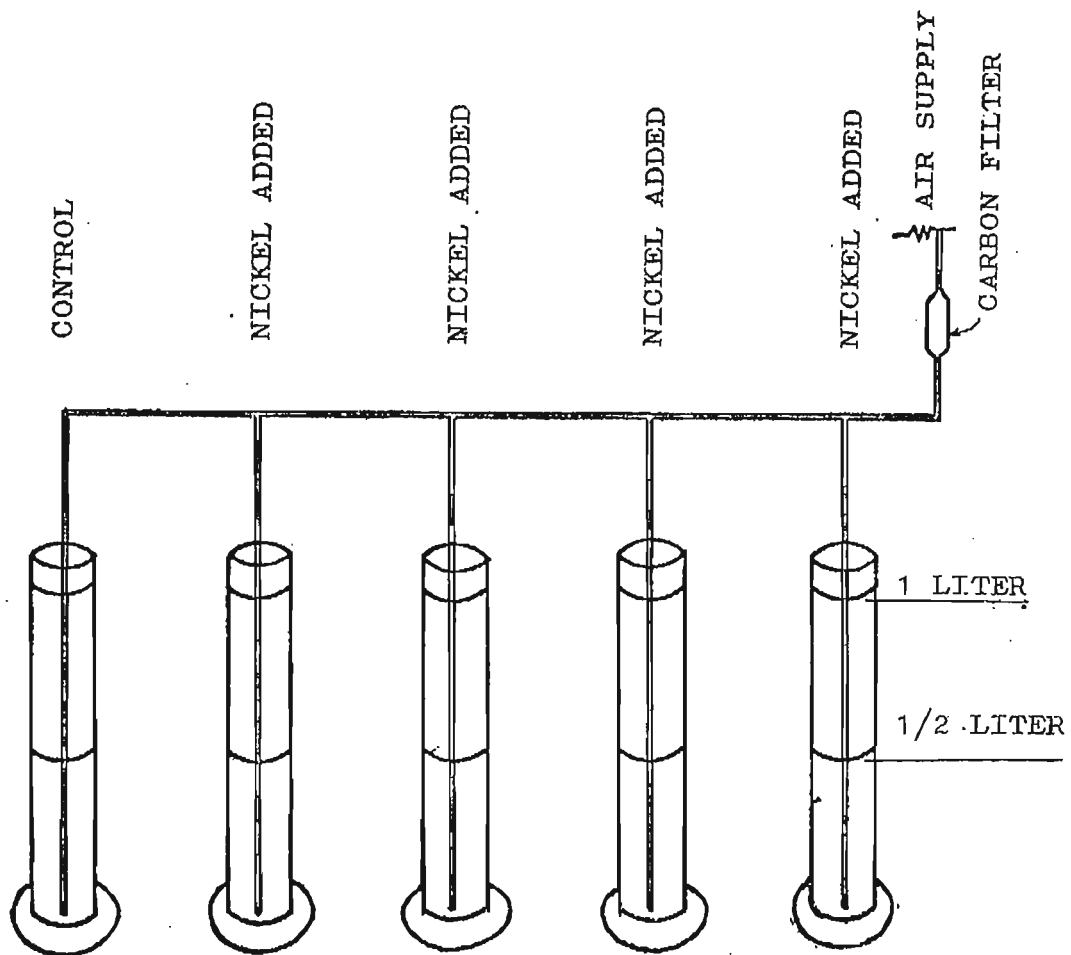 CONTROL
NICKEL ADDED
NICKEL ADDED
NICKEL ADDED
NICKEL ADDED
AIR SUPPLY
CARBON FILTER
1 LITER
1/2 LITER